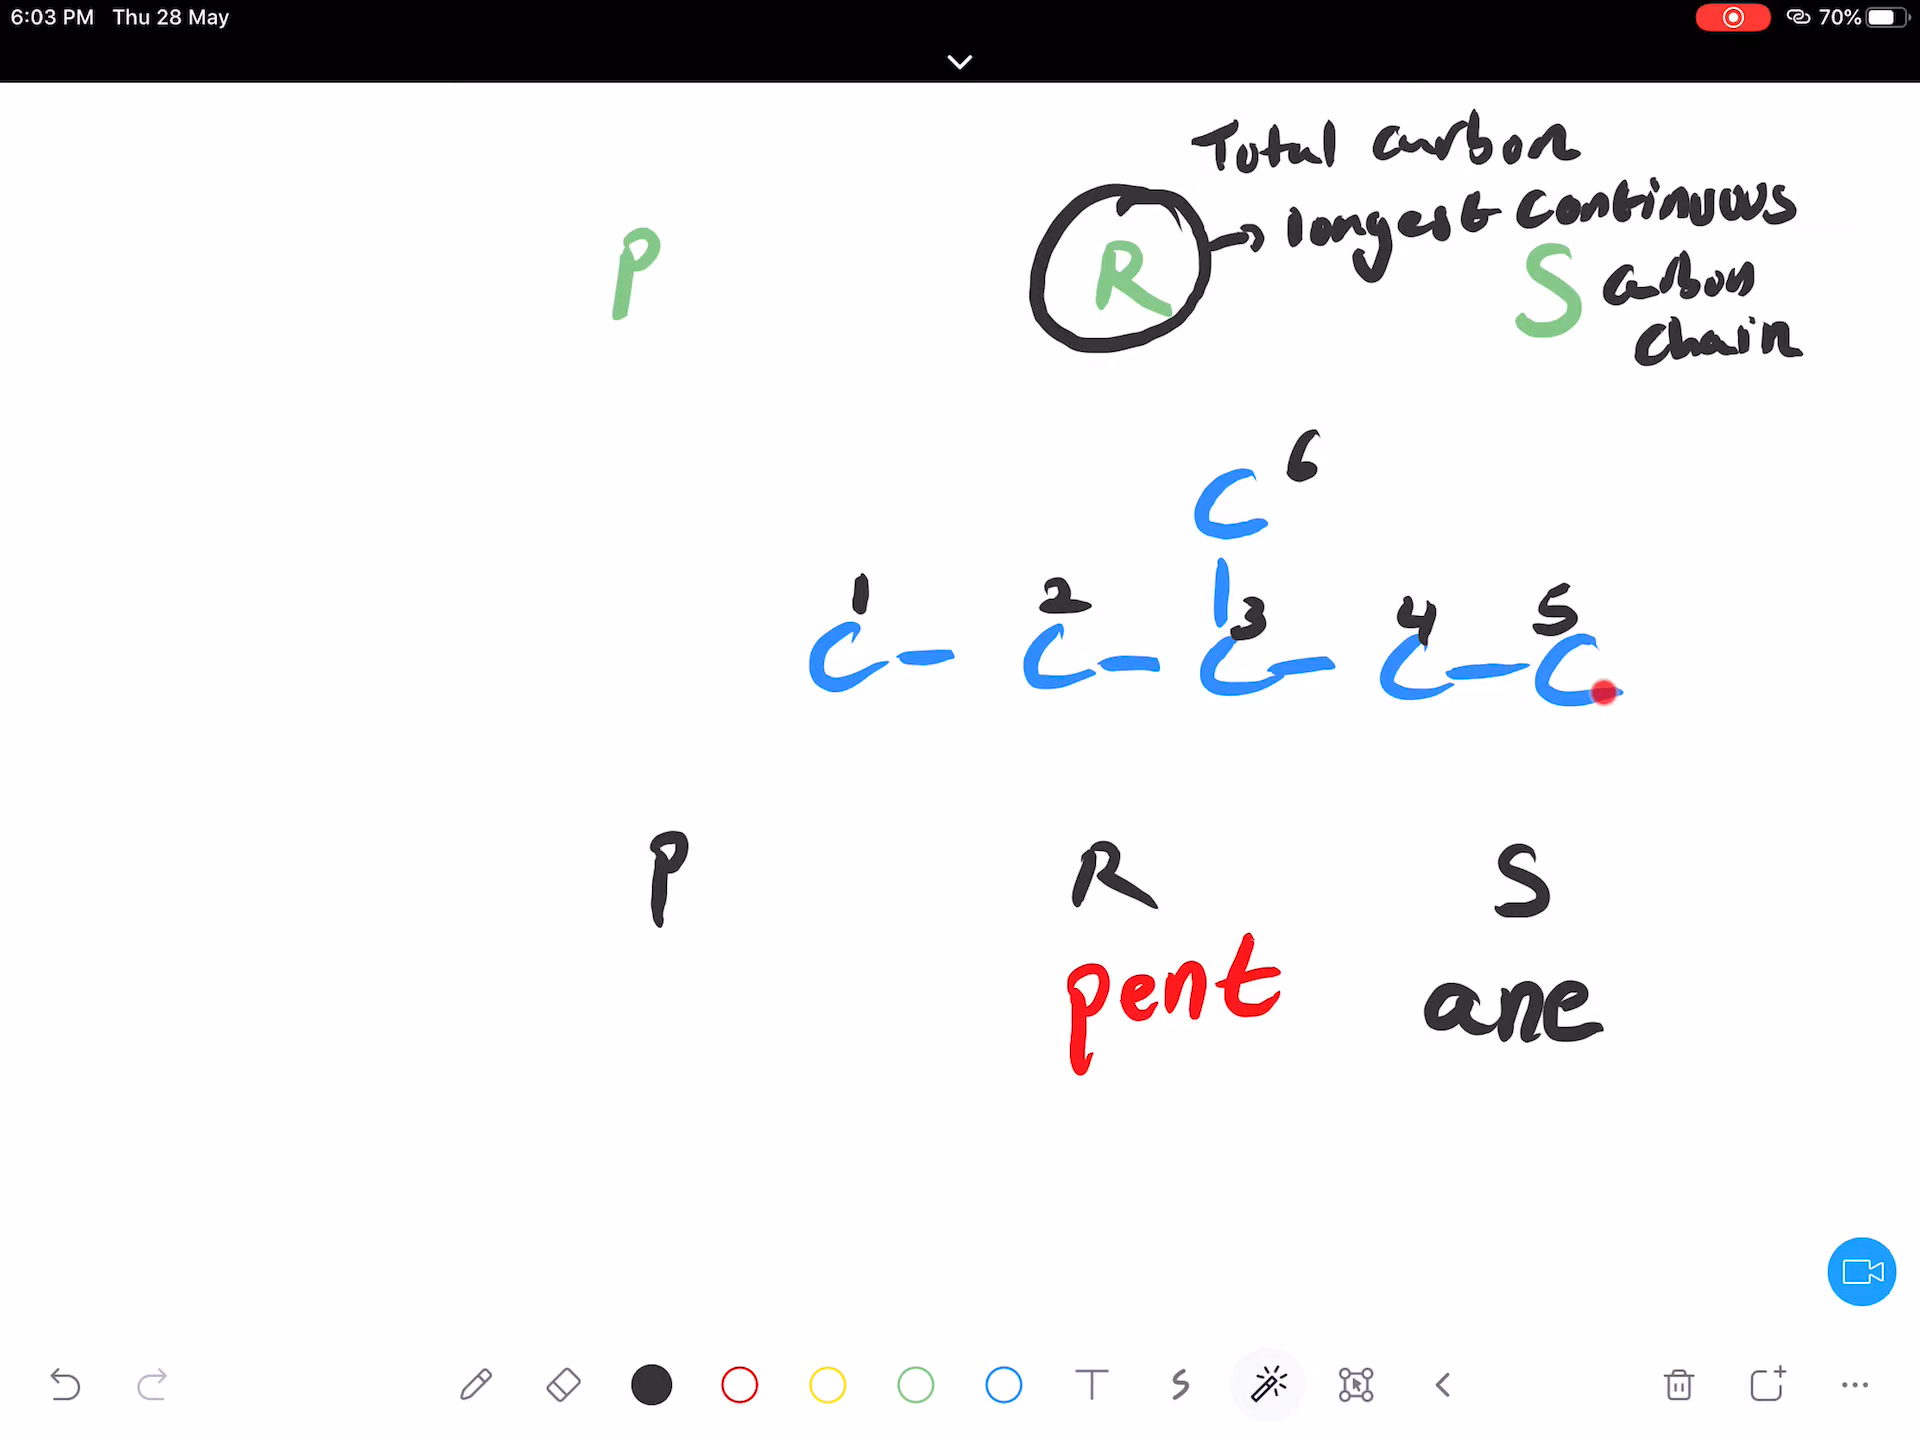 6:03 PM Thu 28 May 70%
Total carbon
P R → longest continuous
S carbon
chain
C 6
1 2 3 4 5
C - C - C - C - C
P R S
pent ane
T S